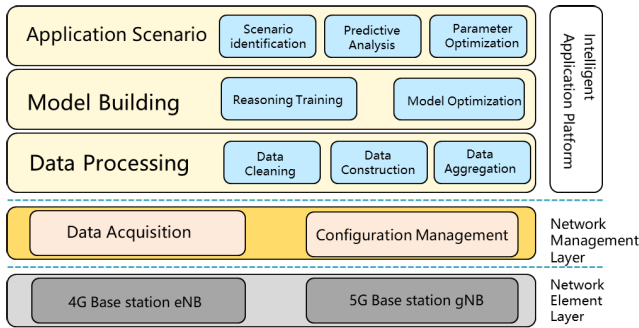 Application Scenario
Scenario
identification
Predictive
Analysis
Parameter
Optimization
Model Building
Reasoning Training
Model Optimization
Data Processing
Data
Cleaning
Data
Construction
Data
Aggregation
Intelligent
Application Platform
Data Acquisition
Configuration Management
Network
Management
Layer
4G Base station eNB
5G Base station gNB
Network
Element
Layer